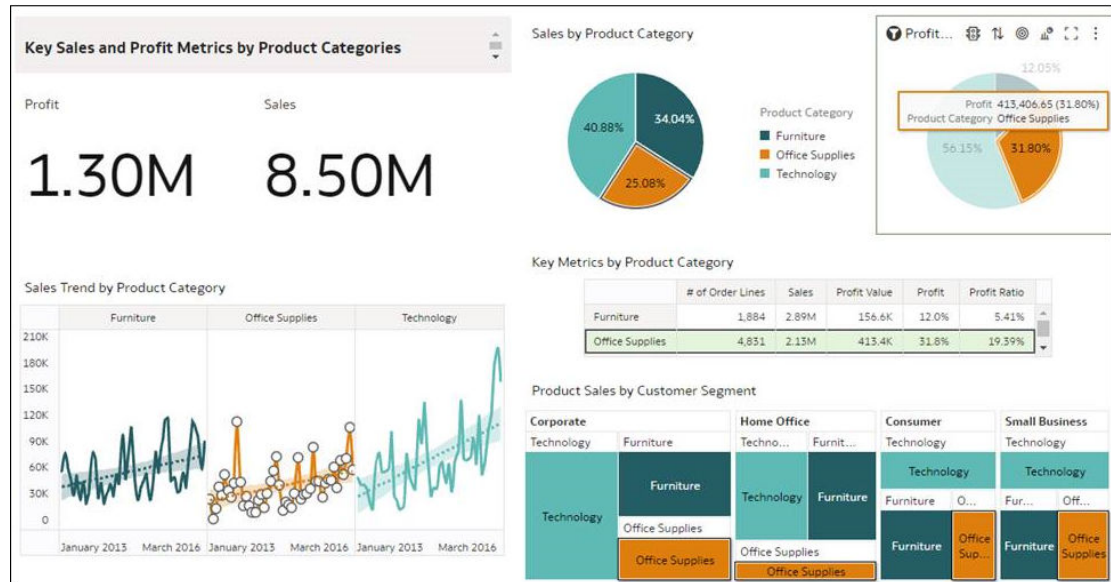 Key Sales and Profit Metrics by Product Categories
Profit
Sales
1.30M
8.50M
Sales by Product Category
40.88%
34.04%
25.08%
Product Category
Furniture
Office Supplies
Technology
Profit...
12.05%
Profit 413,406.65 (31.80%)
Product Category Office Supplies
56.15%
31.80%
Sales Trend by Product Category
Furniture
Office Supplies
Technology
210K
180K
150K
120K
90K
60K
30K
0
January 2013 March 2016 January 2013 March 2016 January 2013 March 2016
Key Metrics by Product Category
# of Order Lines Sales Profit Value Profit Profit Ratio
Furniture 1,884 2.89M 156.6K 12.0% 5.41%
Office Supplies 4,831 2.13M 413.4K 31.8% 19.39%
Product Sales by Customer Segment
Corporate
Technology
Furniture
Technology
Furniture
Office Supplies
Office Supplies
Home Office
Techno...
Furnit...
Technology
Furniture
Office Supplies
Office Supplies
Consumer
Technology
Technology
Furniture
O...
Furniture
Office
Sup...
Small Business
Technology
Technology
Fur...
Off...
Furniture
Office
Supplies